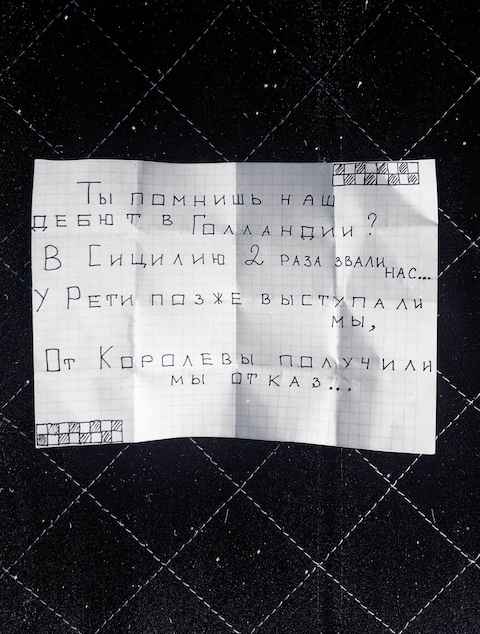 Ты помнишь наш
дебют в Голландии?
В Сицилию 2 раза звали
нас...
У Рети позже выступали
мы,
От Королевы получили
мы отказ...